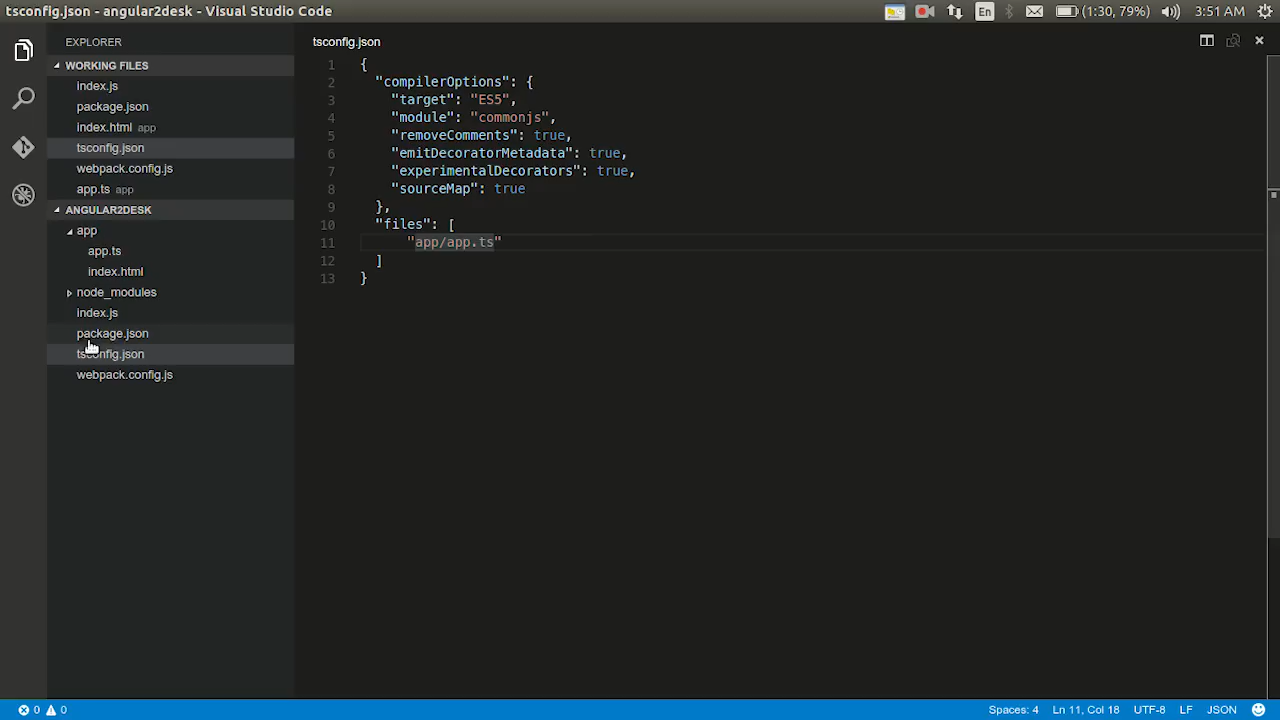 tsconfig.json - angular2desk - Visual Studio Code
En
(1:30, 79%)
3:51 AM
EXPLORER
WORKING FILES
index.js
package.json
index.html app
tsconfig.json
webpack.config.js
app.ts app
ANGULAR2DESK
app
app.ts
index.html
node_modules
index.js
package.json
tsconfig.json
webpack.config.js
tsconfig.json
1 {
2 "compilerOptions": {
3 "target": "ES5",
4 "module": "commonjs",
5 "removeComments": true,
6 "emitDecoratorMetadata": true,
7 "experimentalDecorators": true,
8 "sourceMap": true
9 },
10 "files": [
11 "app/app.ts"
12 ]
13 }
0 0
Spaces: 4
Ln 11, Col 18
UTF-8
LF
JSON